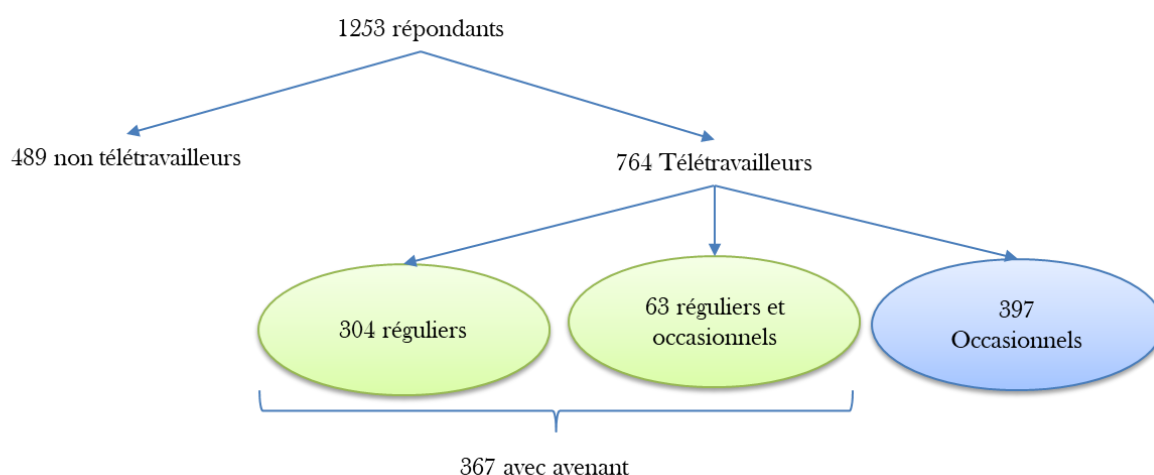 1253 répondants
489 non télétravailleurs
764 Télétravailleurs
304 réguliers
63 réguliers et
occasionnels
397
Occasionnels
367 avec avenant